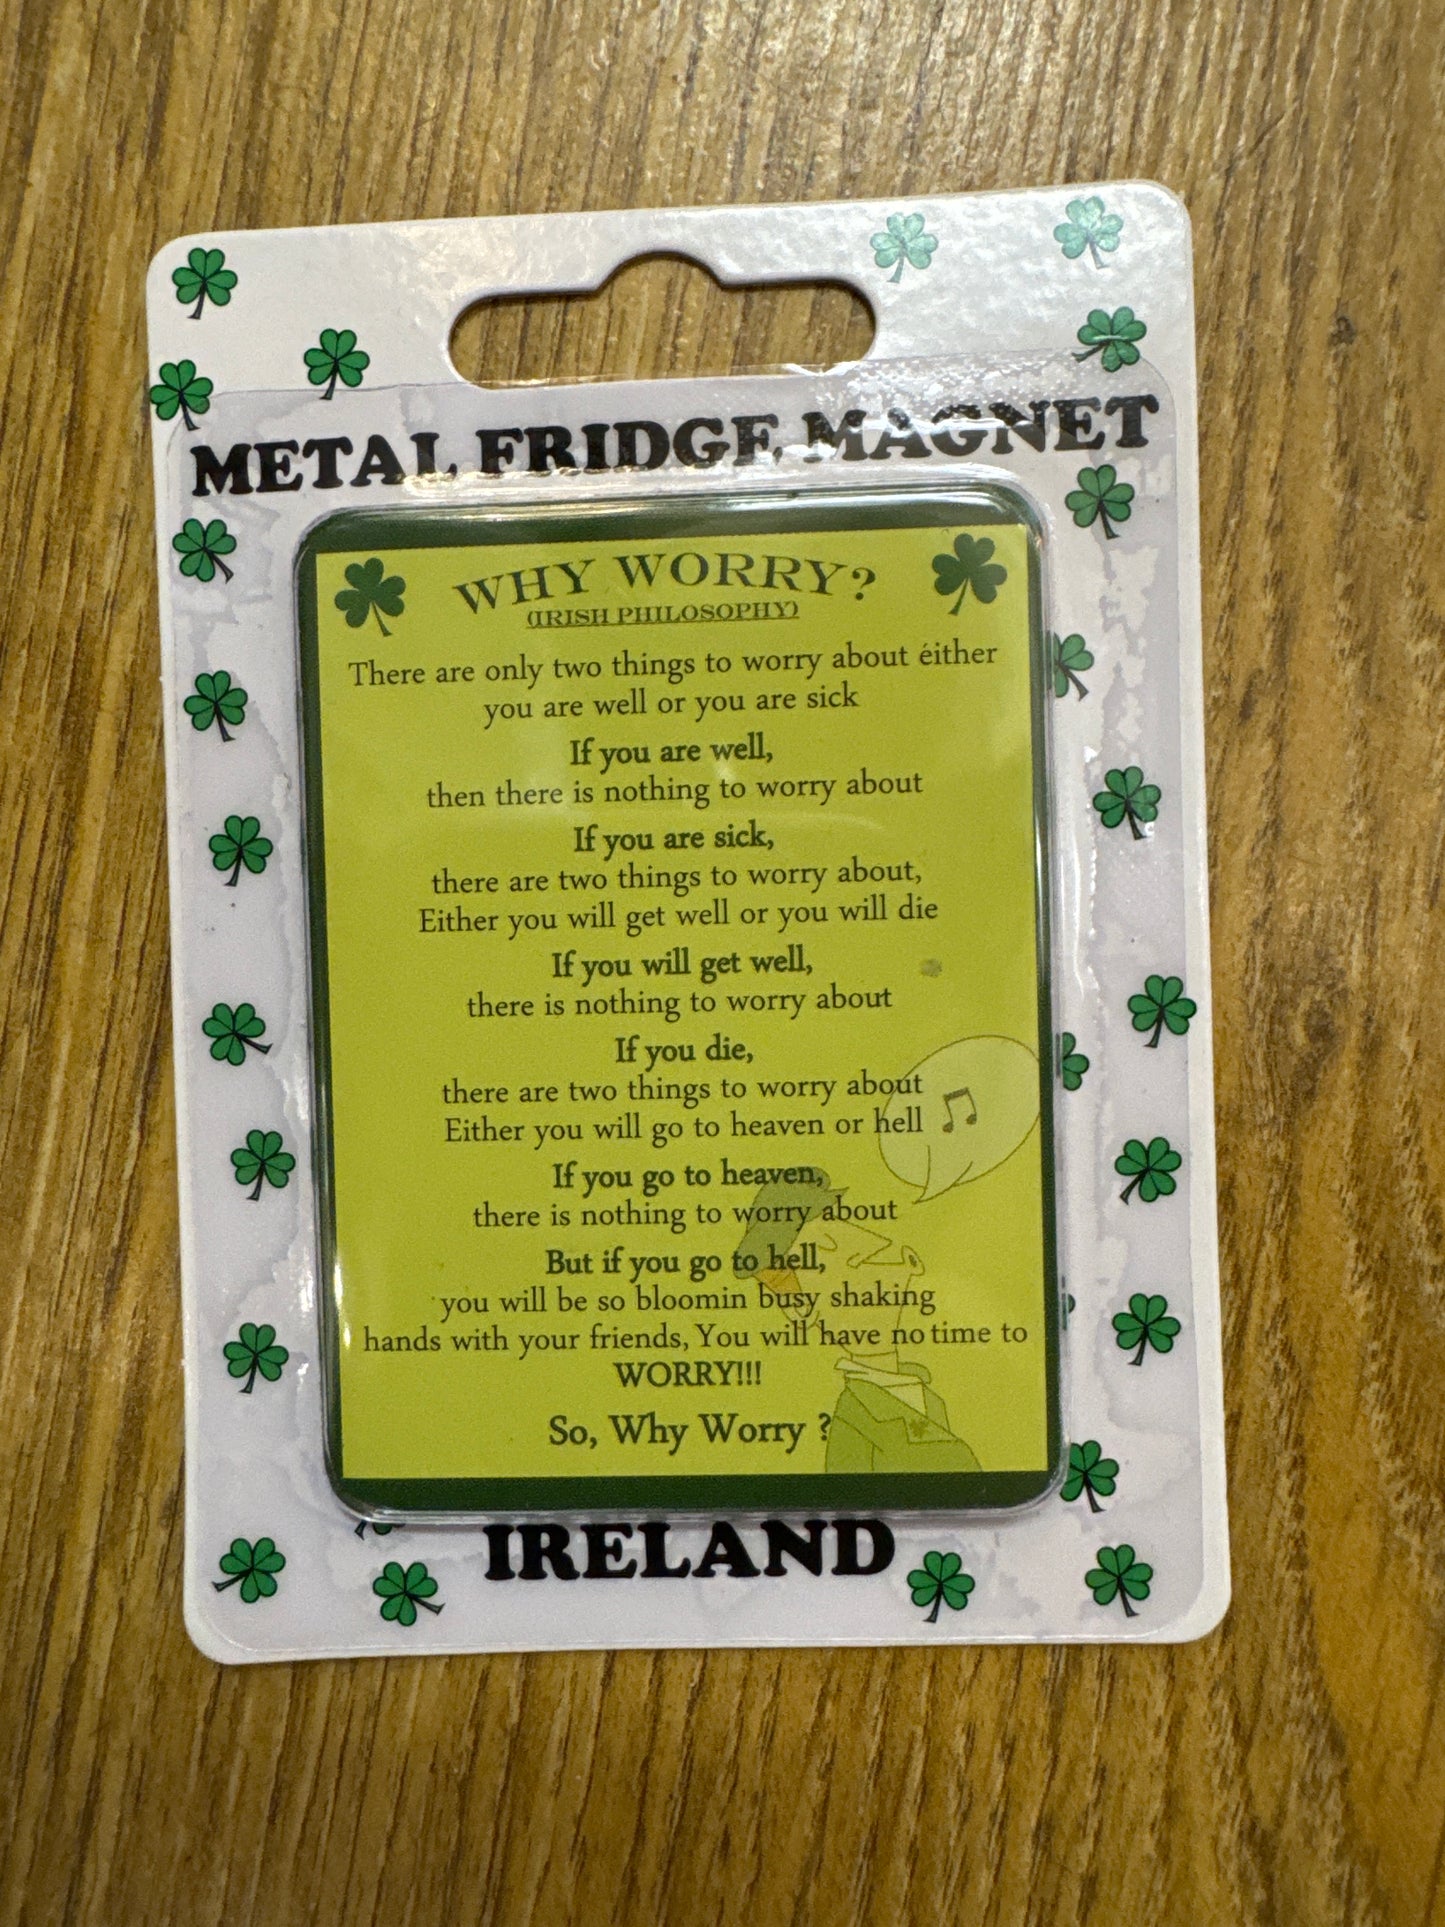 METAL FRIDGE MAGNET
WHY WORRY?
(IRISH PHILOSOPHY)
There are only two things to worry about either
you are well or you are sick
If you are well,
then there is nothing to worry about
If you are sick,
there are two things to worry about,
Either you will get well or you will die
If you will get well,
there is nothing to worry about
If you die,
there are two things to worry about
Either you will go to heaven or hell
If you go to heaven,
there is nothing to worry about
But if you go to hell,
you will be so bloomin busy shaking
hands with your friends, You will have no time to
WORRY!!!
So, Why Worry ?
IRELAND